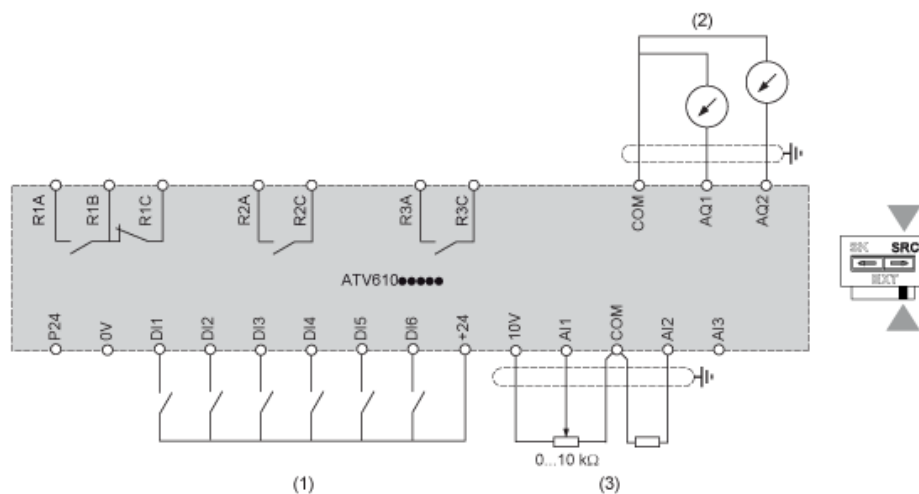 (2)
R1A
R1B
R1C
R2A
R2C
R3A
R3C
COM
AQ1
AQ2
SK SRC
EXT
ATV610●●●●●
P24
0V
DI1
DI2
DI3
DI4
DI5
DI6
+24
10V
AI1
COM
AI2
AI3
0...10 kΩ
(1)
(3)